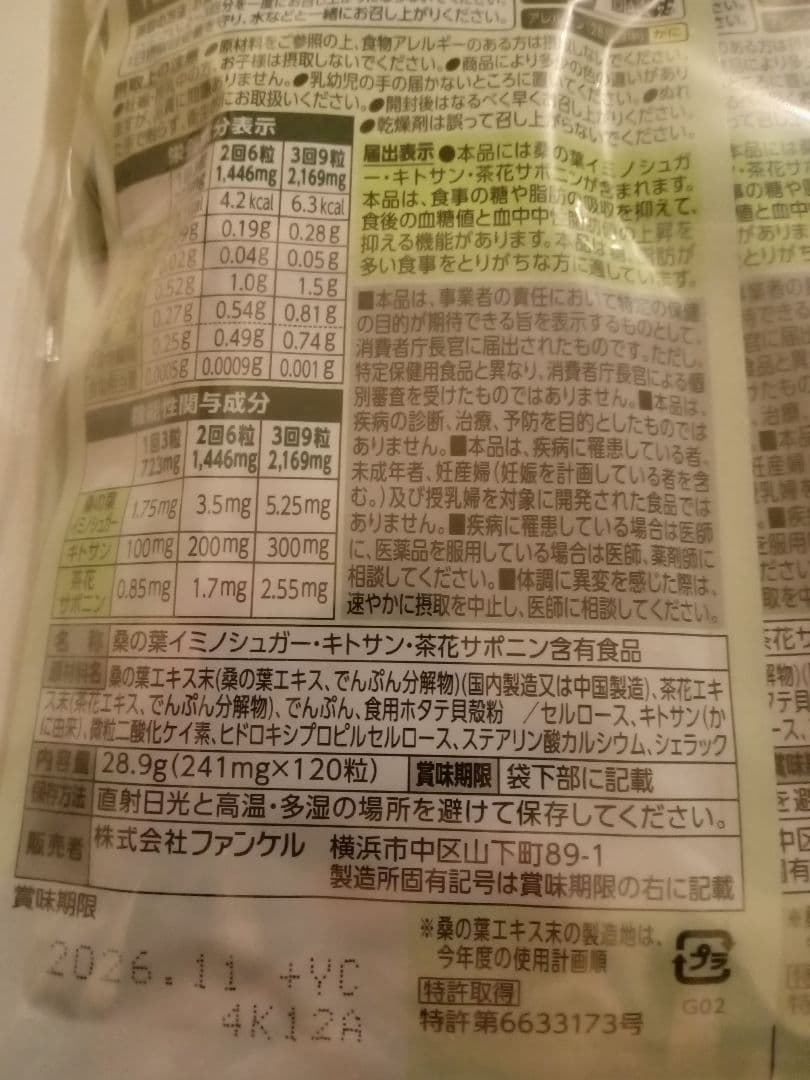 守り、水などと一緒にお召し上がりください。
かに
●原材料をご参照の上、食物アレルギーのある方は摂取しないでください。
お子様は摂取しないでください。●商品により多少の色の違いがあり
ありません。●乳幼児の手の届かないところに置いてください。●ぬれ
にお取扱いください。●開封後はなるべく早くお召し上がりください。
●乾燥剤は誤って召し上がらないでください。
分表示
2回6粒 3回9粒
1,446mg 2,169mg
4.2kcal 6.3kcal
0.19g 0.28g
0.04g 0.05g
0.52g 1.0g 1.5g
0.27g 0.54g 0.81g
0.25g 0.49g 0.74g
0.0005g 0.0009g 0.001g
届出表示 ●本品には桑の葉イミノシュガ
ー・キトサン・茶花サポニンが含まれます。
本品は、食事の糖や脂肪の吸収を抑えて、
食後の血糖値と血中中性脂肪の上昇を
抑える機能があります。本品は
多い食事をとりがちな方に適しています。
■本品は、事業者の責任において特定の保健
の目的が期待できる旨を表示するものとして、
消費者庁長官に届出されたものです。ただし、
特定保健用食品と異なり、消費者庁長官による個
別審査を受けたものではありません。■本品は、
疾病の診断、治療、予防を目的としたものでは
ありません。■本品は、疾病に罹患している者、
未成年者、妊産婦(妊娠を計画している者を含
む。)及び授乳婦を対象に開発された食品では
ありません。■疾病に罹患している場合は医師
に、医薬品を服用している場合は医師、薬剤師に
相談してください。■体調に異変を感じた際は、
速やかに摂取を中止し、医師に相談してください。
機能性関与成分
1回3粒 2回6粒 3回9粒
723mg 1,446mg 2,169mg
桑の葉
イミノシュガー 1.75mg 3.5mg 5.25mg
キトサン 100mg 200mg 300mg
茶花
サポニン 0.85mg 1.7mg 2.55mg
名 称 桑の葉イミノシュガー・キトサン・茶花サポニン含有食品
原材料名 桑の葉エキス末(桑の葉エキス、でんぷん分解物)(国内製造又は中国製造)、茶花エキ
ス末(茶花エキス、でんぷん分解物)、でんぷん、食用ホタテ貝殻粉 /セルロース、キトサン(か
に由来)、微粒二酸化ケイ素、ヒドロキシプロピルセルロース、ステアリン酸カルシウム、シェラック
内容量 28.9g(241mg×120粒) 賞味期限 袋下部に記載
保存方法 直射日光と高温・多湿の場所を避けて保存してください。
販売者 株式会社ファンケル 横浜市中区山下町89-1
製造所固有記号は賞味期限の右に記載
賞味期限
2026.11 +YC
4K12A
※桑の葉エキス末の製造地は、
今年度の使用計画順
特許取得
特許第6633173号
プラ
G02